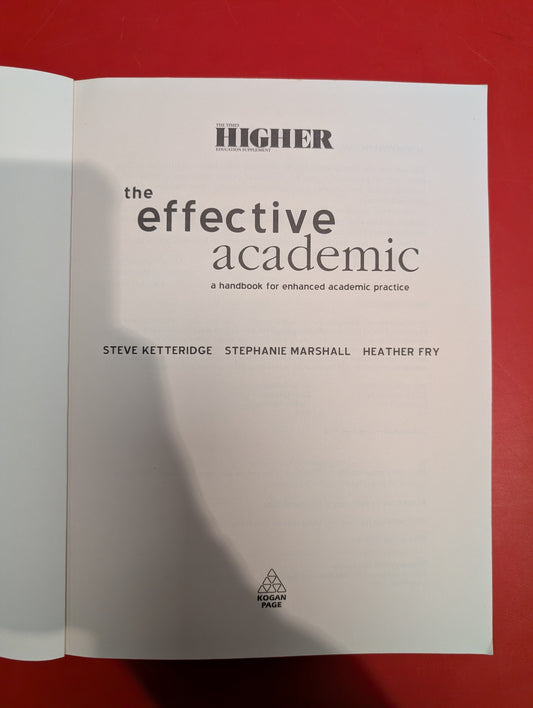 THE TIMES
HIGHER
EDUCATION SUPPLEMENT
the
effective
academic
a handbook for enhanced academic practice
STEVE KETTERIDGE STEPHANIE MARSHALL HEATHER FRY
KOGAN
PAGE